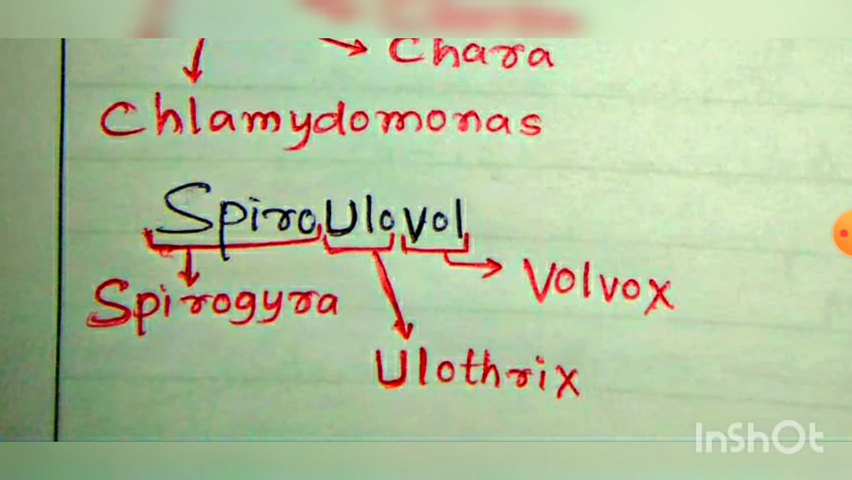 Chara
Chlamydomonas
SpiroUlovol
Volvox
Spirogyra
Ulothrix
InShOt